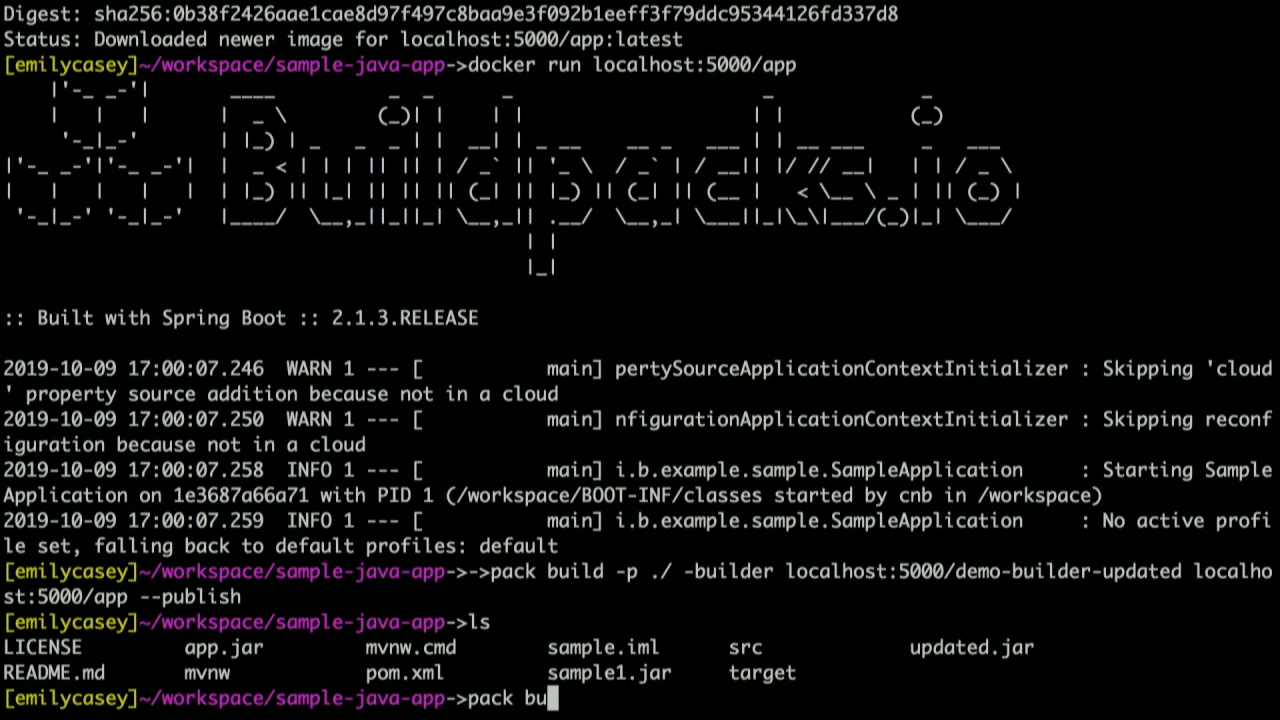 Digest: sha256:0b38f2426aae1cae8d97f497c8baa9e3f092b1eeff3f79ddc95344126fd337d8
Status: Downloaded newer image for localhost:5000/app:latest
[emilycasey]~/workspace/sample-java-app->docker run localhost:5000/app
Buildpacks.io
:: Built with Spring Boot :: 2.1.3.RELEASE
2019-10-09 17:00:07.246  WARN 1 --- [           main] pertySourceApplicationContextInitializer : Skipping 'cloud
' property source addition because not in a cloud
2019-10-09 17:00:07.250  WARN 1 --- [           main] nfigurationApplicationContextInitializer : Skipping reconf
iguration because not in a cloud
2019-10-09 17:00:07.258  INFO 1 --- [           main] i.b.example.sample.SampleApplication     : Starting Sample
Application on 1e3687a66a71 with PID 1 (/workspace/BOOT-INF/classes started by cnb in /workspace)
2019-10-09 17:00:07.259  INFO 1 --- [           main] i.b.example.sample.SampleApplication     : No active profi
le set, falling back to default profiles: default
[emilycasey]~/workspace/sample-java-app->->pack build -p ./ -builder localhost:5000/demo-builder-updated localho
st:5000/app --publish
[emilycasey]~/workspace/sample-java-app->ls
LICENSE         app.jar         mvnw.cmd        sample.iml      src             updated.jar
README.md       mvnw            pom.xml         sample1.jar     target
[emilycasey]~/workspace/sample-java-app->pack bu